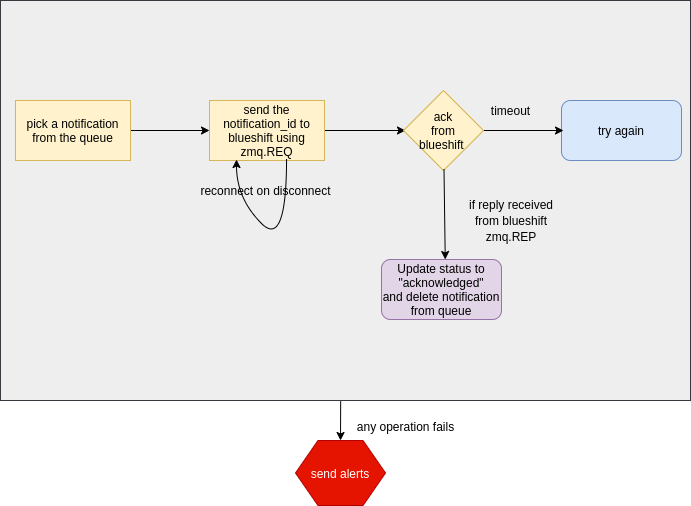 pick a notification
from the queue
send the
notification_id to
blueshift using
zmq.REQ
reconnect on disconnect
ack
from
blueshift
timeout
try again
if reply received
from blueshift
zmq.REP
Update status to
"acknowledged"
and delete notification
from queue
any operation fails
send alerts